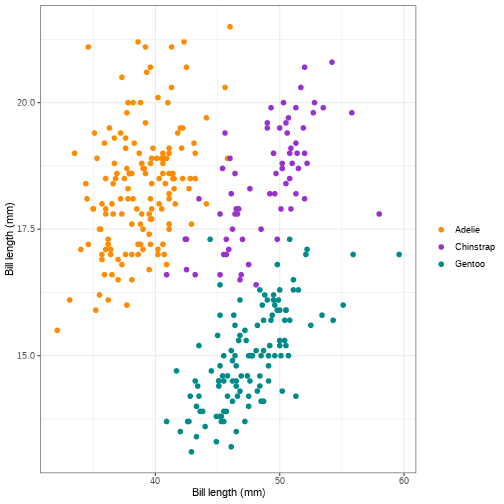 20.0
17.5
15.0
40
50
60
Bill length (mm)
Bill length (mm)
Adelie
Chinstrap
Gentoo